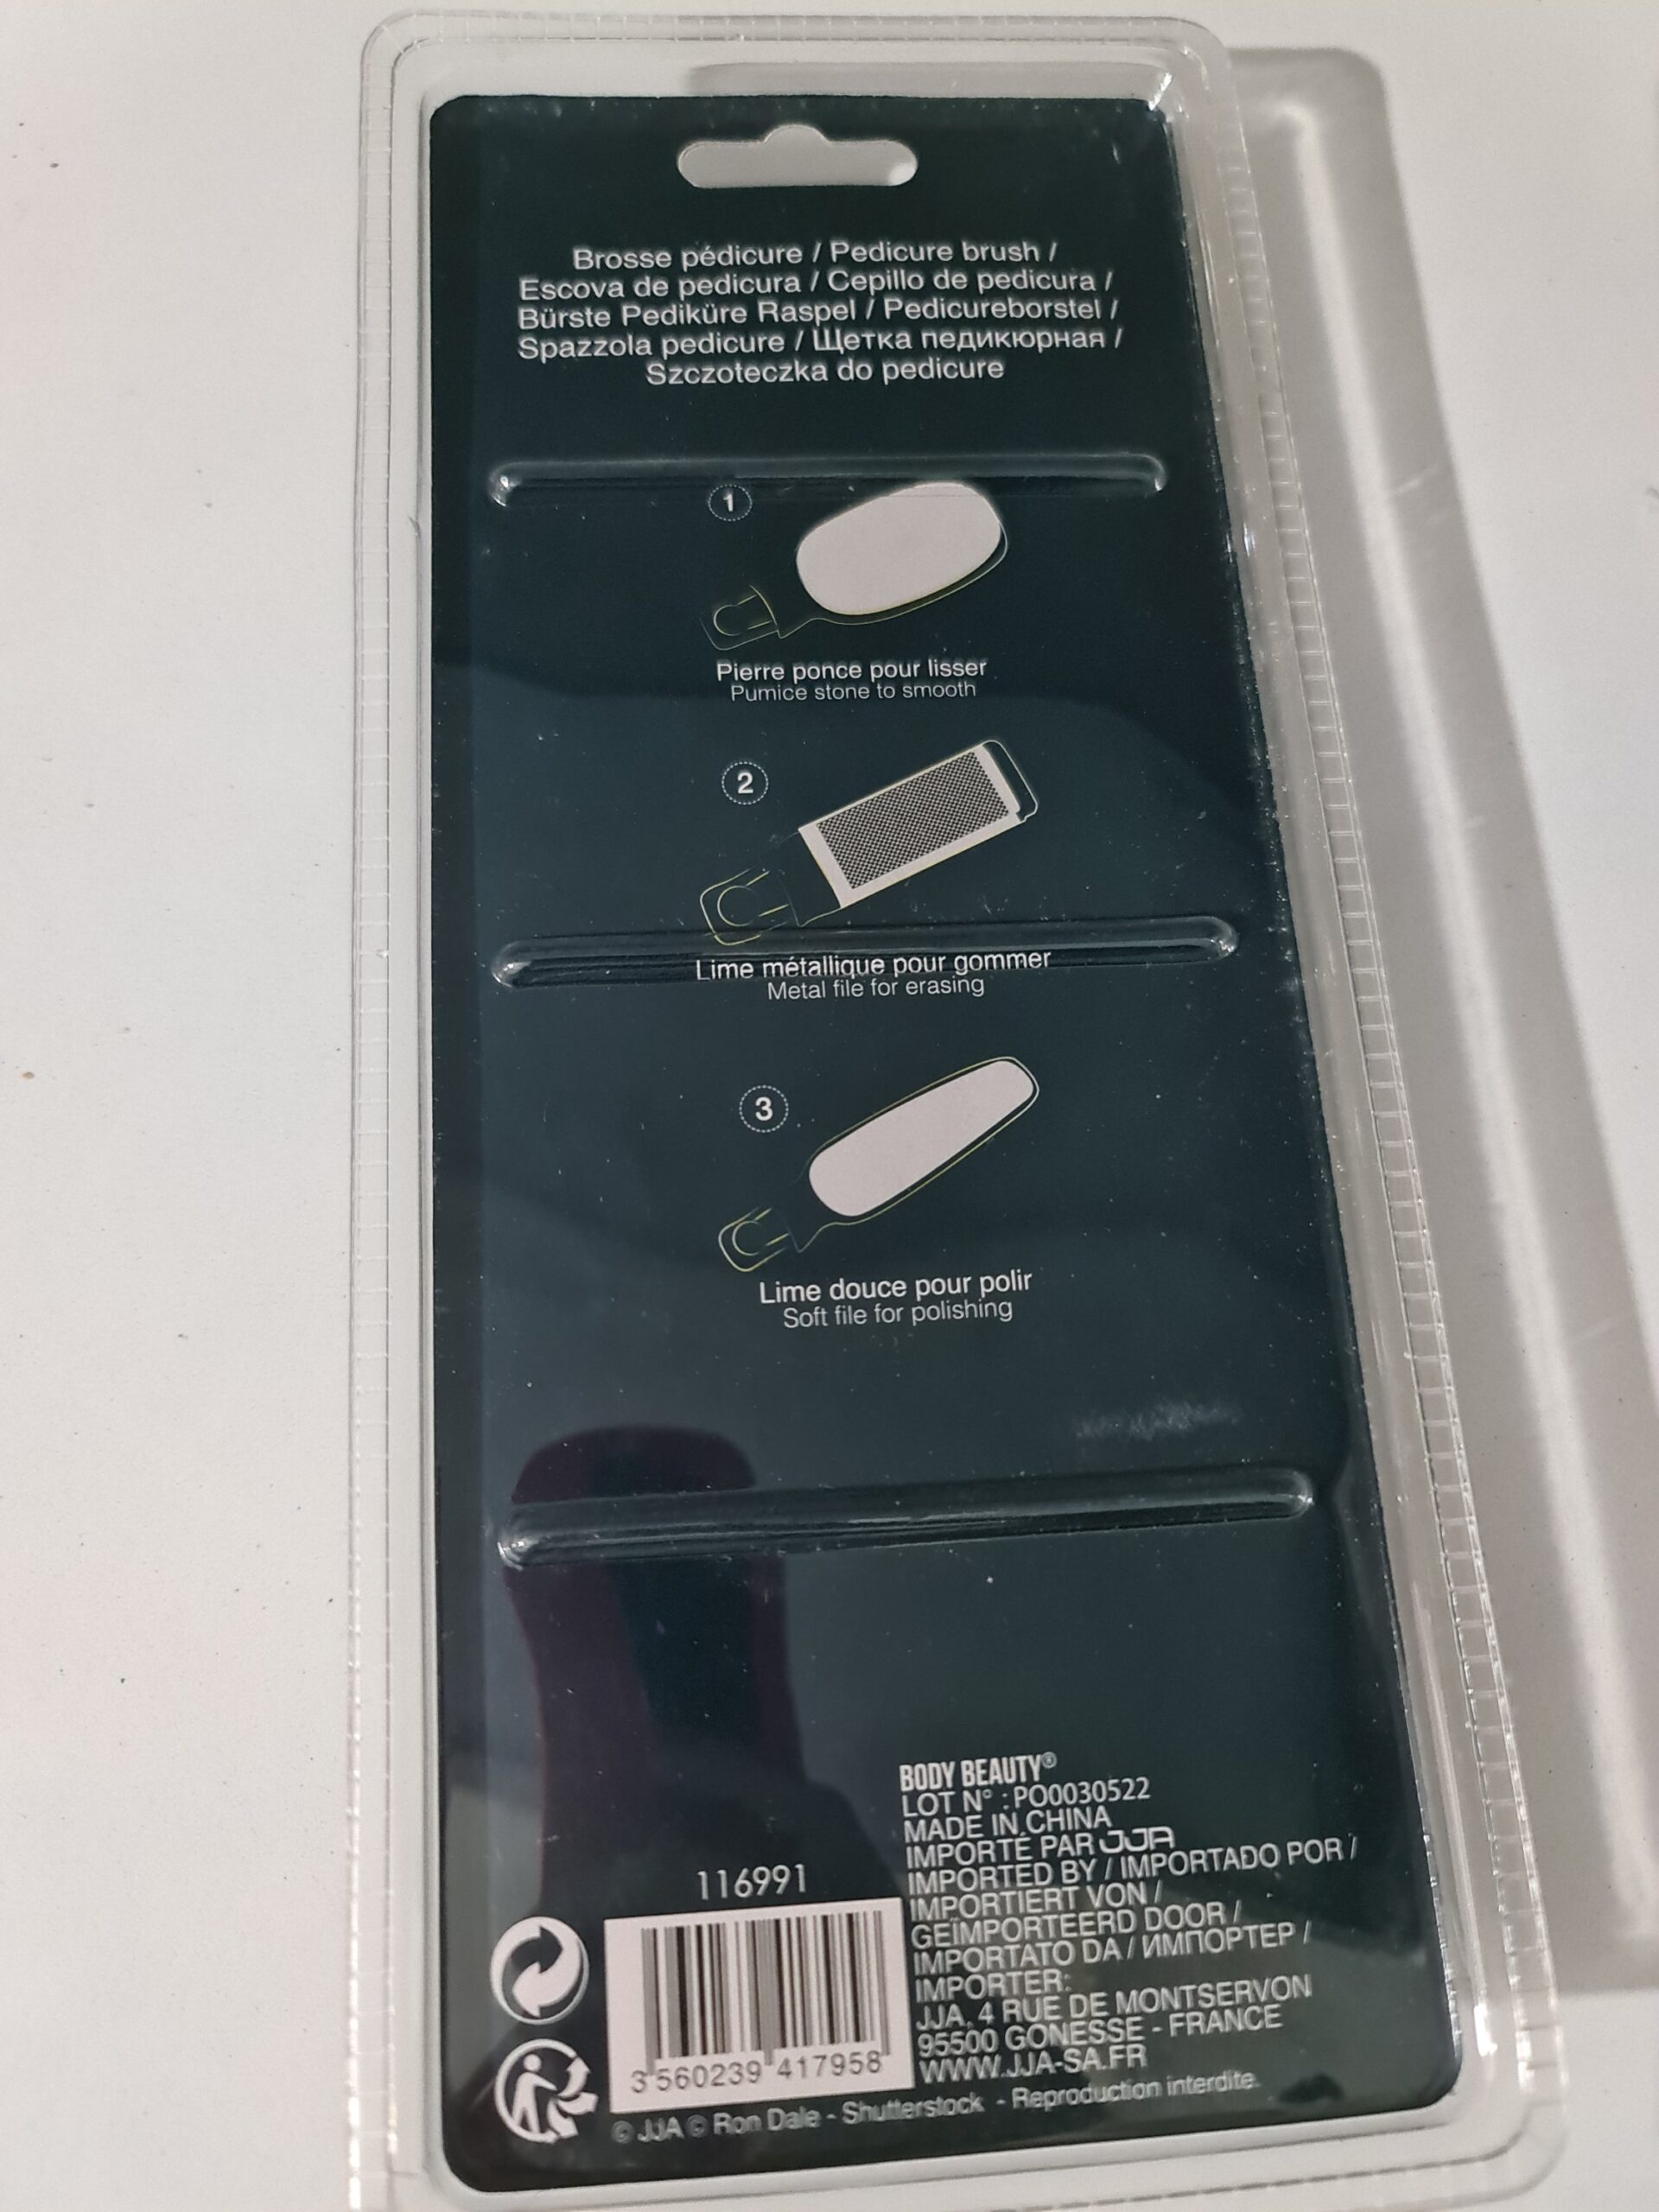 Brosse pédicure / Pedicure brush /
Escova de pedicura / Cepillo de pedicura /
Bürste Pediküre Raspel / Pedicureborstel /
Spazzola pedicure / Щетка педикюрная /
Szczoteczka do pedicure
1
Pierre ponce pour lisser
Pumice stone to smooth
2
Lime métallique pour gommer
Metal file for erasing
3
Lime douce pour polir
Soft file for polishing
BODY BEAUTY®
LOT N° : PO0030522
MADE IN CHINA
IMPORTÉ PAR JJA
IMPORTED BY / IMPORTADO POR /
IMPORTIERT VON /
GEÏMPORTEERD DOOR /
IMPORTATO DA / ИМПОРТЕР /
IMPORTER:
JJA, 4 RUE DE MONTSERVON
95500 GONESSE - FRANCE
WWW.JJA-SA.FR
116991
3 560239 417958
© JJA © Ron Dale - Shutterstock - Reproduction interdite.